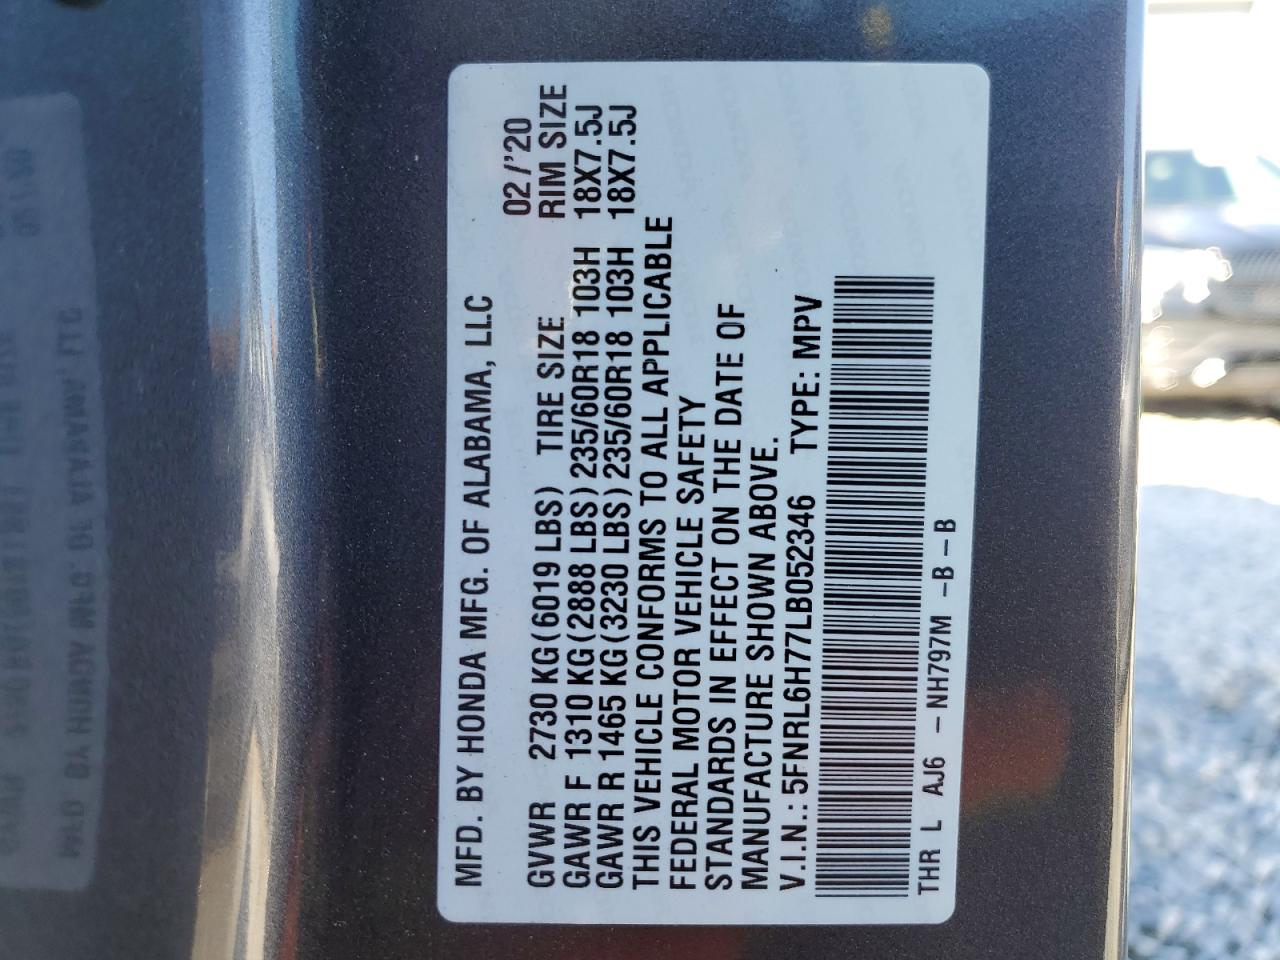 MFD. BY HONDA MFG. OF ALABAMA, LLC
02/'20
GVWR 2730 KG(6019 LBS) TIRE SIZE RIM SIZE
GAWR F 1310 KG(2888 LBS) 235/60R18 103H 18X7.5J
GAWR R 1465 KG(3230 LBS) 235/60R18 103H 18X7.5J
THIS VEHICLE CONFORMS TO ALL APPLICABLE
FEDERAL MOTOR VEHICLE SAFETY
STANDARDS IN EFFECT ON THE DATE OF
MANUFACTURE SHOWN ABOVE.
V.I.N.: 5FNRL6H77LB052346 TYPE: MPV
THR L AJ6 -NH797M -B-B